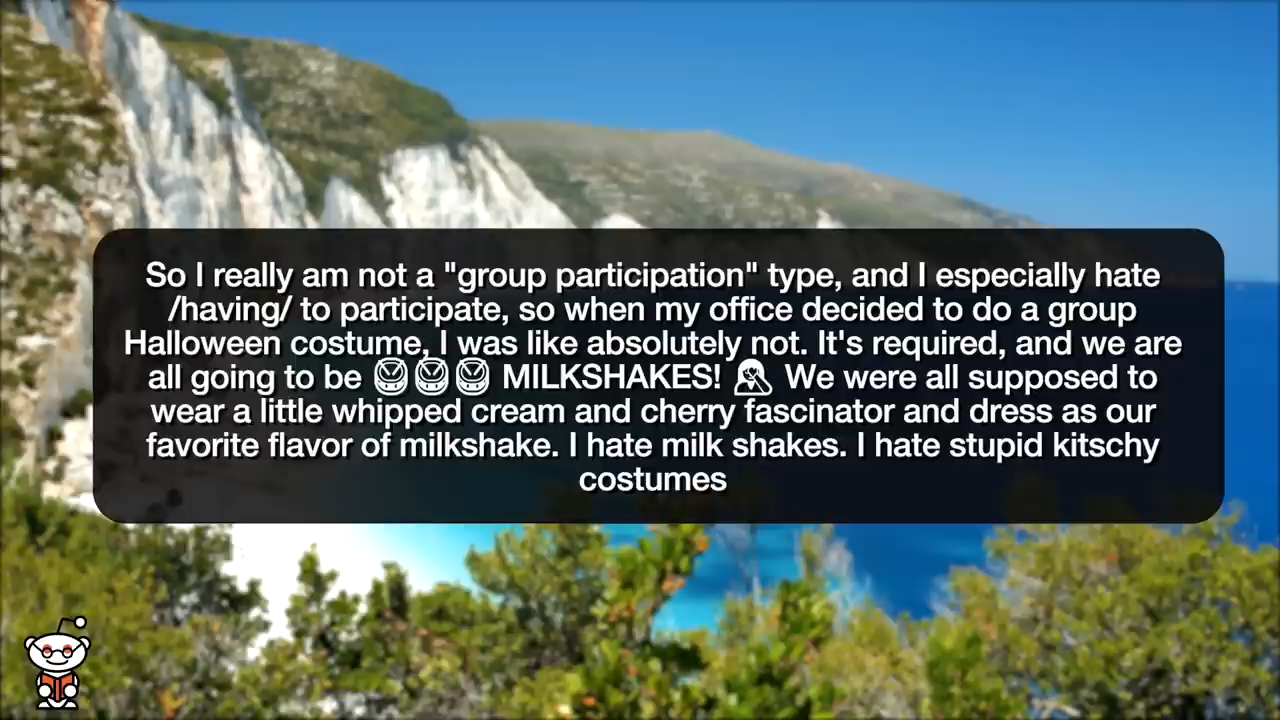 So I really am not a "group participation" type, and I especially hate
/having/ to participate, so when my office decided to do a group
Halloween costume, I was like absolutely not. It's required, and we are
all going to be 🎃🎃🎃 MILKSHAKES! 🤦 We were all supposed to
wear a little whipped cream and cherry fascinator and dress as our
favorite flavor of milkshake. I hate milk shakes. I hate stupid kitschy
costumes